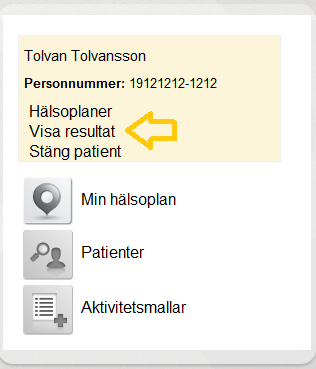 Tolvan Tolvansson
Personnummer: 19121212-1212
Hälsoplaner
Visa resultat
Stäng patient
Min hälsoplan
Patienter
Aktivitetsmallar